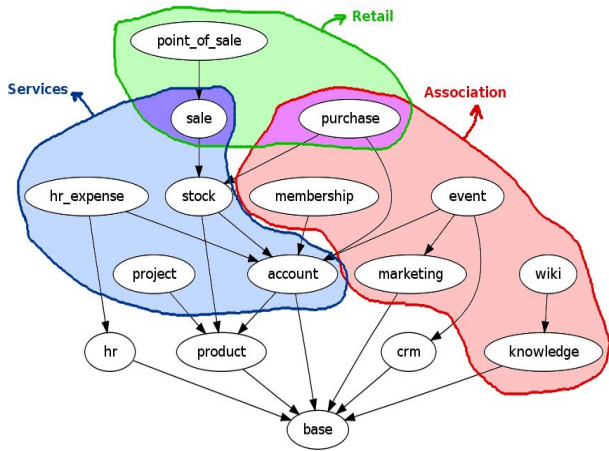 Retail
point_of_sale
Services
Association
sale
purchase
hr_expense
stock
membership
event
project
account
marketing
wiki
hr
product
crm
knowledge
base